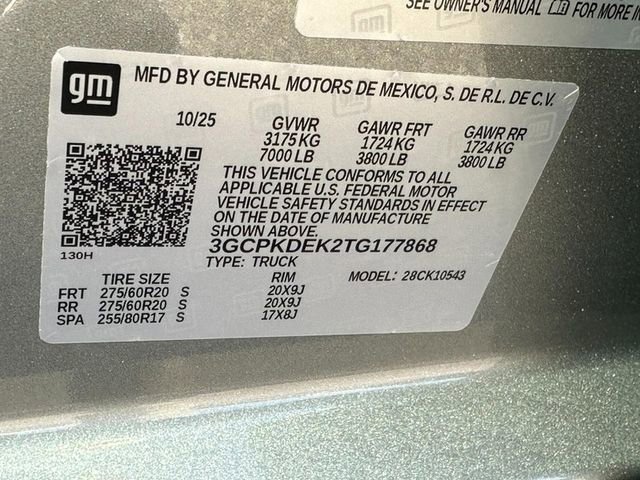 SEE OWNER'S MANUAL FOR MORE IN
gm
MFD BY GENERAL MOTORS DE MEXICO, S. DE R.L. DE C.V.
10/25 GVWR GAWR FRT GAWR RR
3175 KG 1724 KG 1724 KG
7000 LB 3800 LB 3800 LB
THIS VEHICLE CONFORMS TO ALL
APPLICABLE U.S. FEDERAL MOTOR
VEHICLE SAFETY STANDARDS IN EFFECT
ON THE DATE OF MANUFACTURE
SHOWN ABOVE.
3GCPKDEK2TG177868
130H
TYPE: TRUCK MODEL: 28CK10543
TIRE SIZE RIM
FRT 275/60R20 S 20X9J
RR 275/60R20 S 20X9J
SPA 255/80R17 S 17X8J